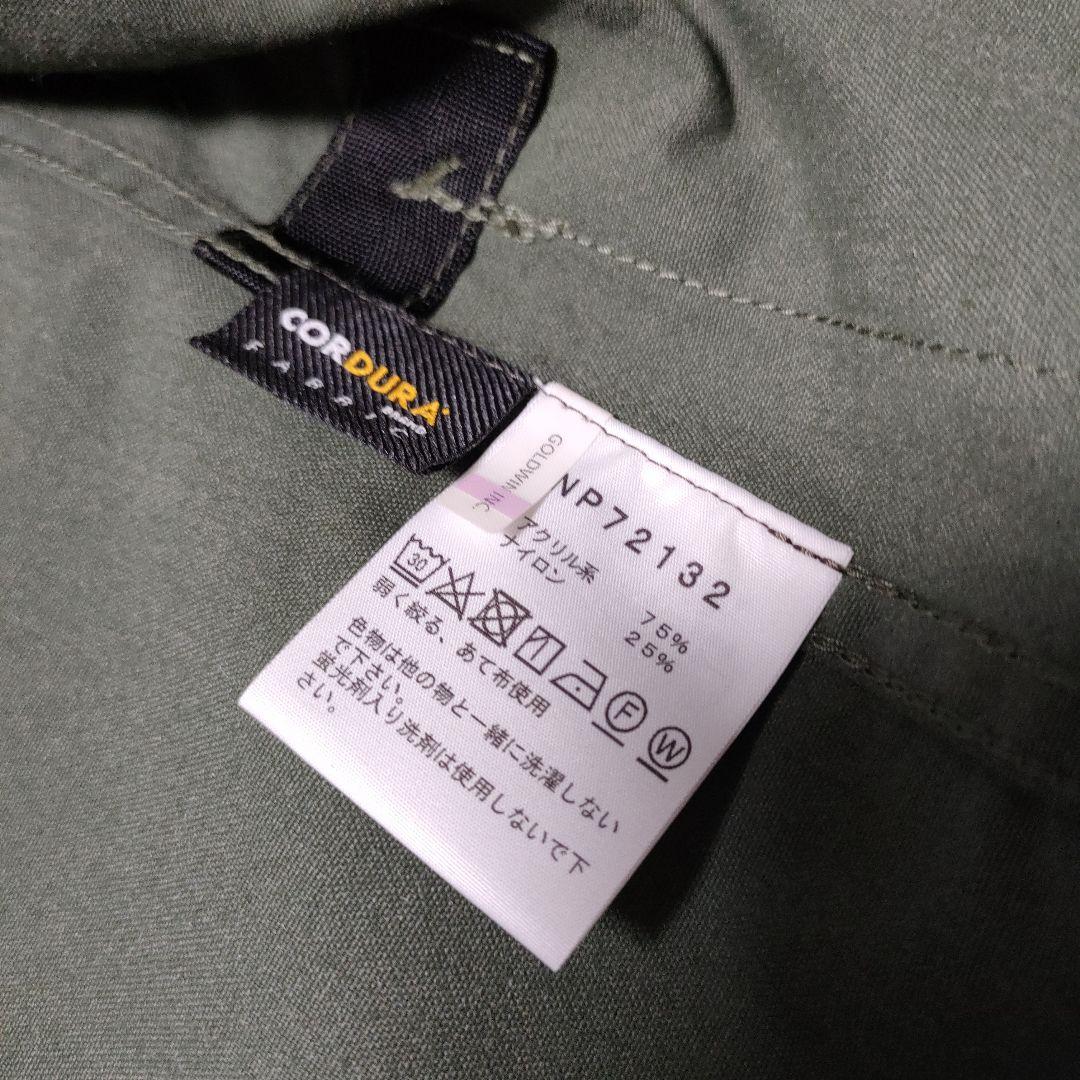 CORDURA
BRAND
FABRIC
GOLDWIN INC.
NP72132
アクリル系 75%
ナイロン 25%
30
F
W
弱く絞る、あて布使用
色物は他の物と一緒に洗濯しない
で下さい。
蛍光剤入り洗剤は使用しないで下
さい。